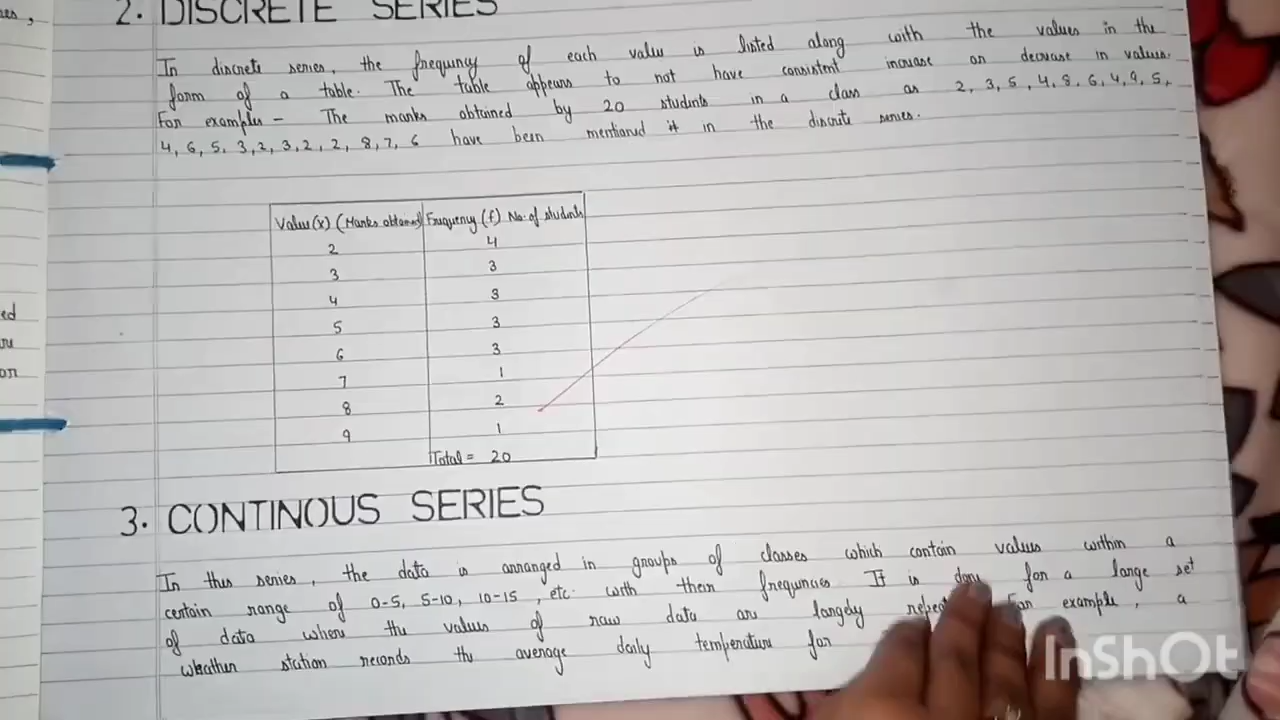 2. DISCRETE SERIES
In discrete series, the frequncy of each value is listed along with the values in the
form of a table. The table appears to not have consistent increase or decrease in values.
For examples - The marks obtained by 20 students in a class as 2, 3, 5, 4, 8, 6, 4, 9, 5,
4, 6, 5, 3, 2, 3, 2, 2, 8, 7, 6 have been mentioned it in the discrete series.
Value (x) (Marks obtained) Frequency (f) No. of students
2 4
3 3
4 3
5 3
6 3
7 1
8 2
9 1
Total = 20
3. CONTINOUS SERIES
In this series, the data is arranged in groups of classes which contain values within a
certain range of 0-5, 5-10, 10-15, etc. with their frequncies It is for a large set
of data where the values of raw data are largely For example, a
station records the average daily temperature for
ed
on
InShOt